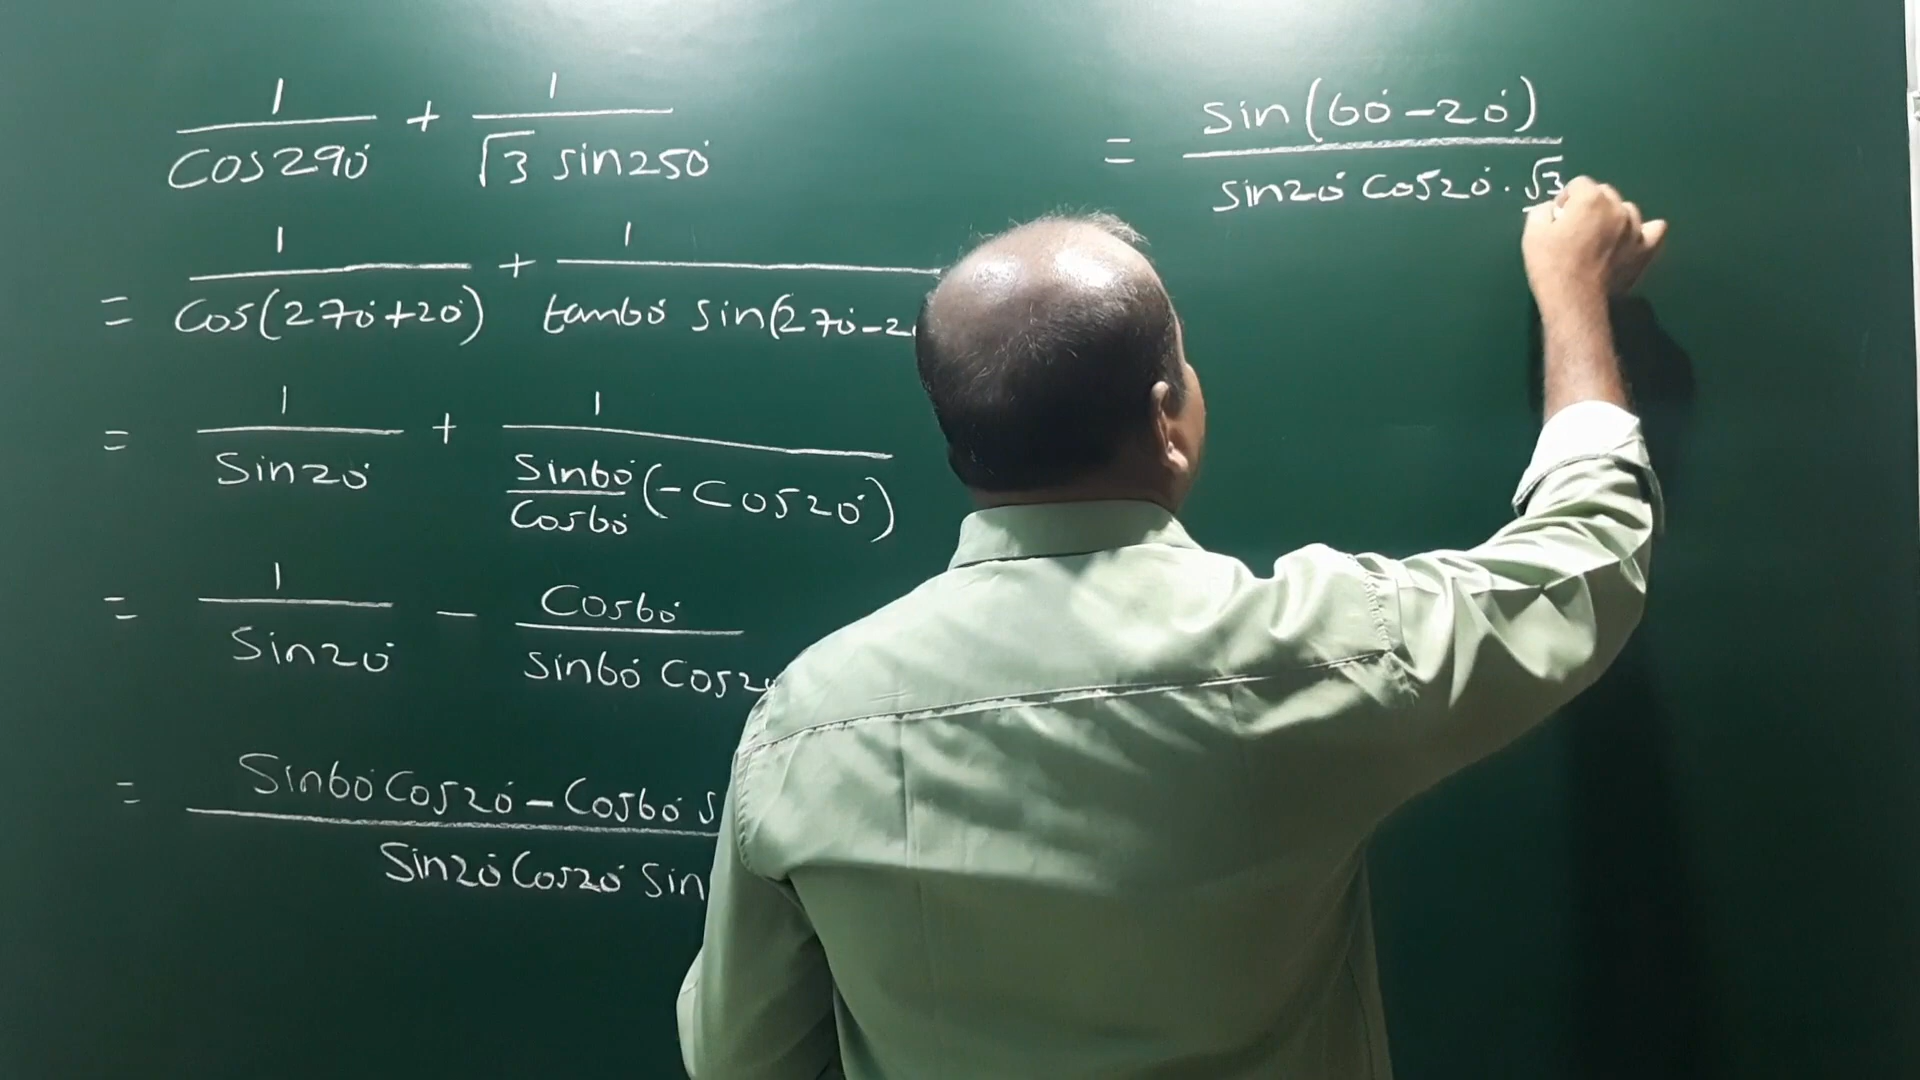 1/cos290° + 1/(√3 sin250°)
= 1/cos(270°+20°) + 1/(tan60° sin(270°-2
= 1/sin20° + 1/((sin60°/cos60°)(-cos20°))
= 1/sin20° - cos60°/(sin60° cos2
= (sin60° cos20° - cos60° s)/(sin20° cos20° sin
= sin(60°-20°)/(sin20° cos20° · √3